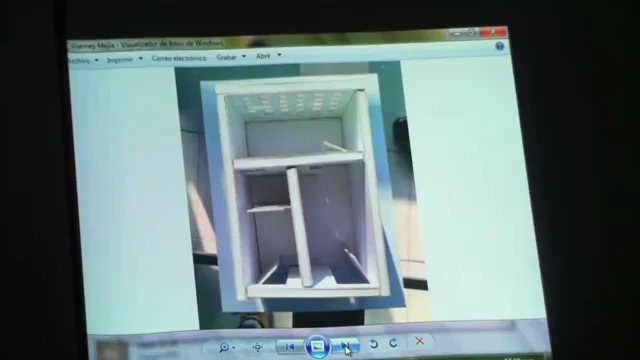 Vianney Mejía - Visualizador de fotos de Windows
Archivo Imprimir Correo electrónico Grabar Abrir